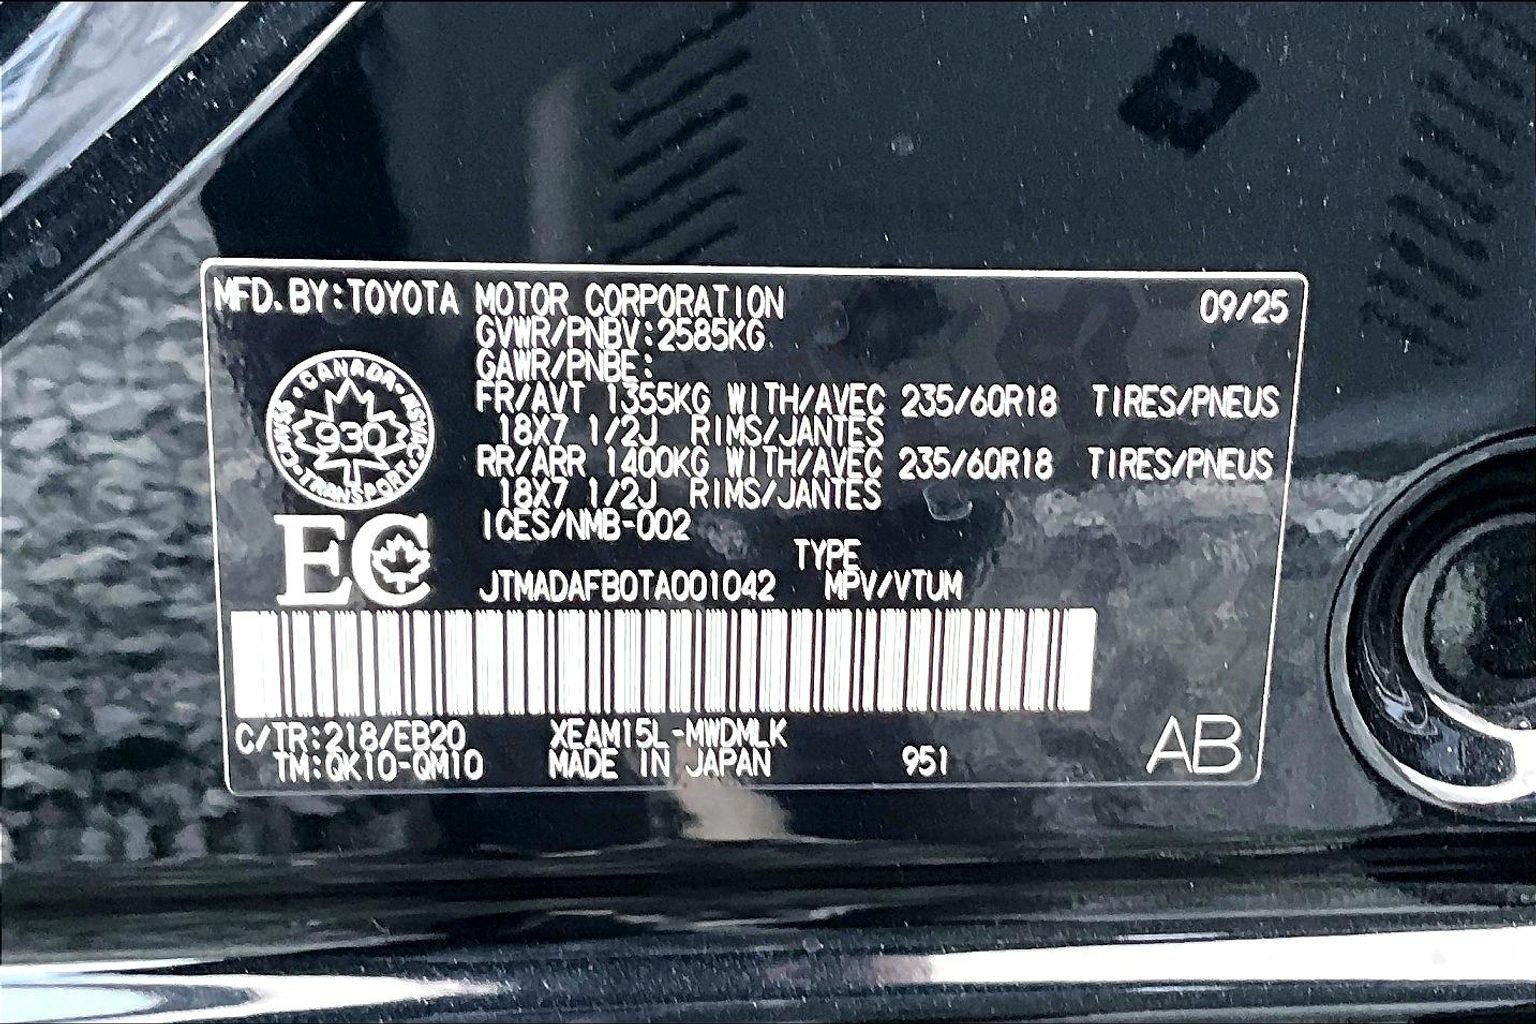 MFD. BY:TOYOTA MOTOR CORPORATION 09/25
GVWR/PNBV:2585KG
GAWR/PNBE:
FR/AVT 1355KG WITH/AVEC 235/60R18 TIRES/PNEUS
18X7 1/2J RIMS/JANTES
RR/ARR 1400KG WITH/AVEC 235/60R18 TIRES/PNEUS
18X7 1/2J RIMS/JANTES
ICES/NMB-002
CANADA
930
TRANSPORT
CMVSS
NSVAC
EC
TYPE
JTMADAFB0TA001042 MPV/VTUM
C/TR:218/EB20 XEAM15L-MWDMLK
TM:QK10-QM10 MADE IN JAPAN 951
AB